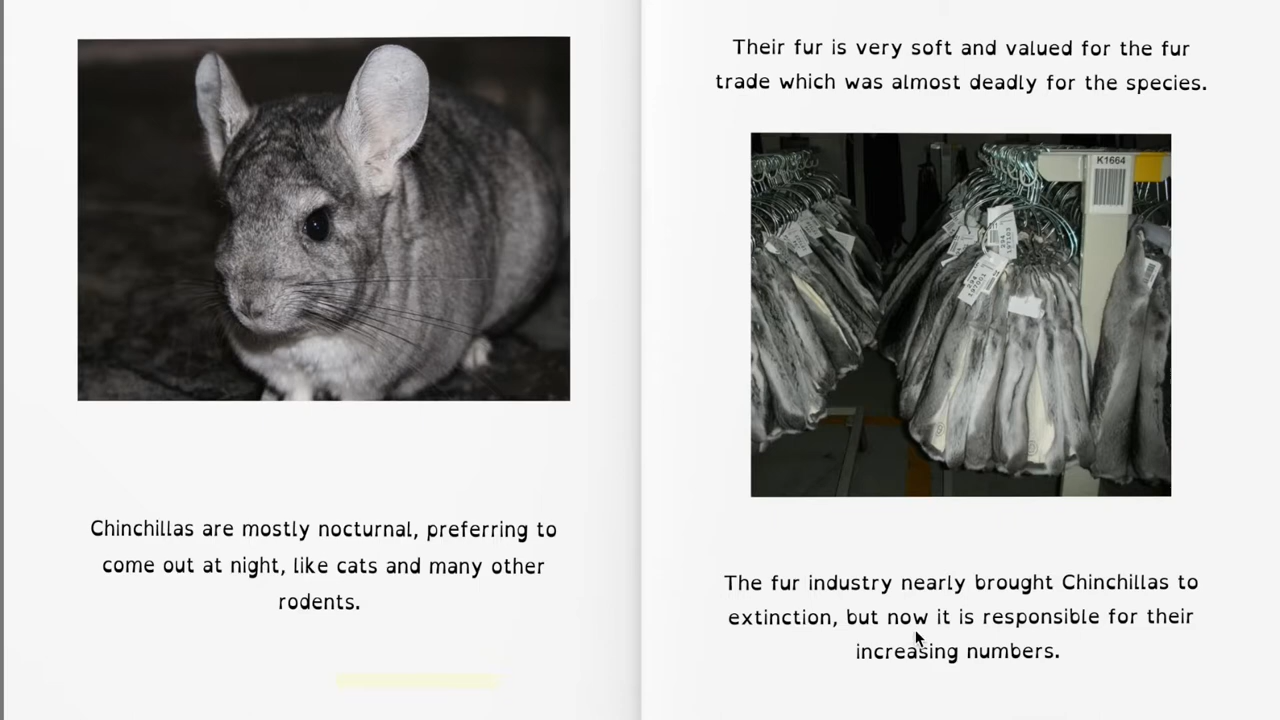 Chinchillas are mostly nocturnal, preferring to
come out at night, like cats and many other
rodents.
Their fur is very soft and valued for the fur
trade which was almost deadly for the species.
K1664
The fur industry nearly brought Chinchillas to
extinction, but now it is responsible for their
increasing numbers.